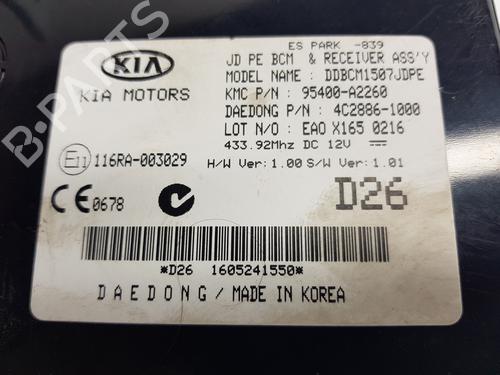 ES PARK -839
KIA
JD PE BCM & RECEIVER ASS'Y
MODEL NAME : DDBCM1507JDPE
KIA MOTORS
KMC P/N : 95400-A2260
DAEDONG P/N : 4C2886-1000
LOT N/O : EAO X165 0216
433.92Mhz DC 12V
E11 116RA-003029
H/W Ver: 1.00 S/W Ver: 1.01
CE 0678
N
D26
*D26 1605241550*
DAEDONG / MADE IN KOREA
B-PARTS